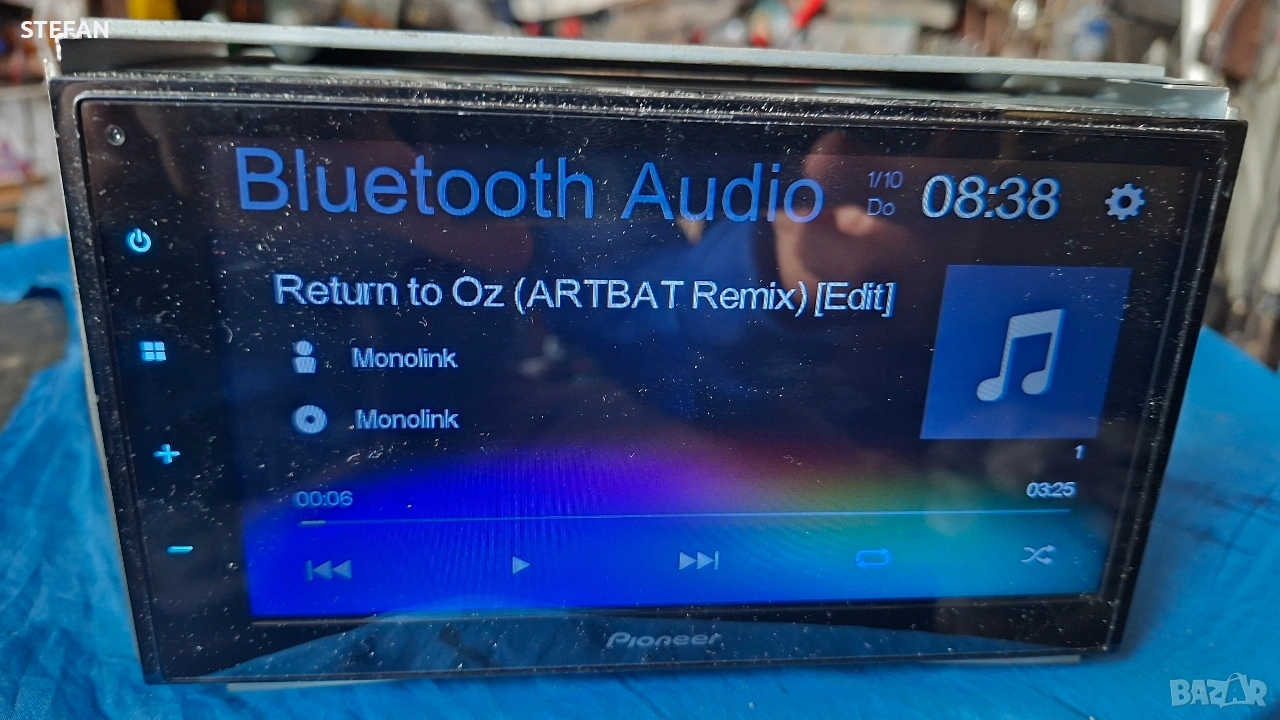 STEFAN
Bluetooth Audio
1/10
Do
08:38
Return to Oz (ARTBAT Remix) [Edit]
Monolink
Monolink
1
00:06
03:25
Pioneer
BAZAR